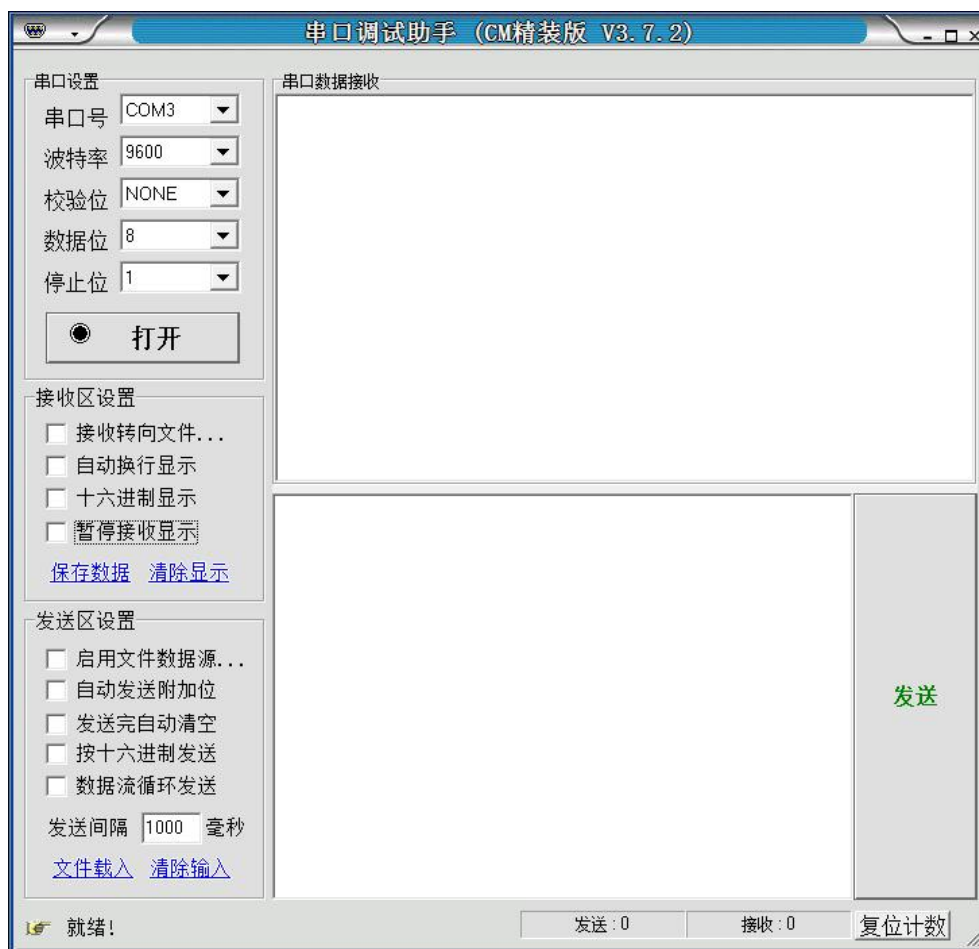 串口调试助手 (CM精装版 V3.7.2)
串口设置
串口号 COM3
波特率 9600
校验位 NONE
数据位 8
停止位 1
打开
接收区设置
接收转向文件...
自动换行显示
十六进制显示
暂停接收显示
保存数据 清除显示
发送区设置
启用文件数据源...
自动发送附加位
发送完自动清空
按十六进制发送
数据流循环发送
发送间隔 1000 毫秒
文件载入 清除输入
串口数据接收
发送
就绪!
发送:0
接收:0
复位计数